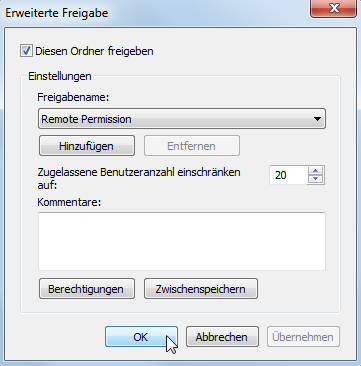 Erweiterte Freigabe
Diesen Ordner freigeben
Einstellungen
Freigabename:
Remote Permission
Hinzufügen Entfernen
Zugelassene Benutzeranzahl einschränken 20
auf:
Kommentare:
Berechtigungen Zwischenspeichern
OK Abbrechen Übernehmen